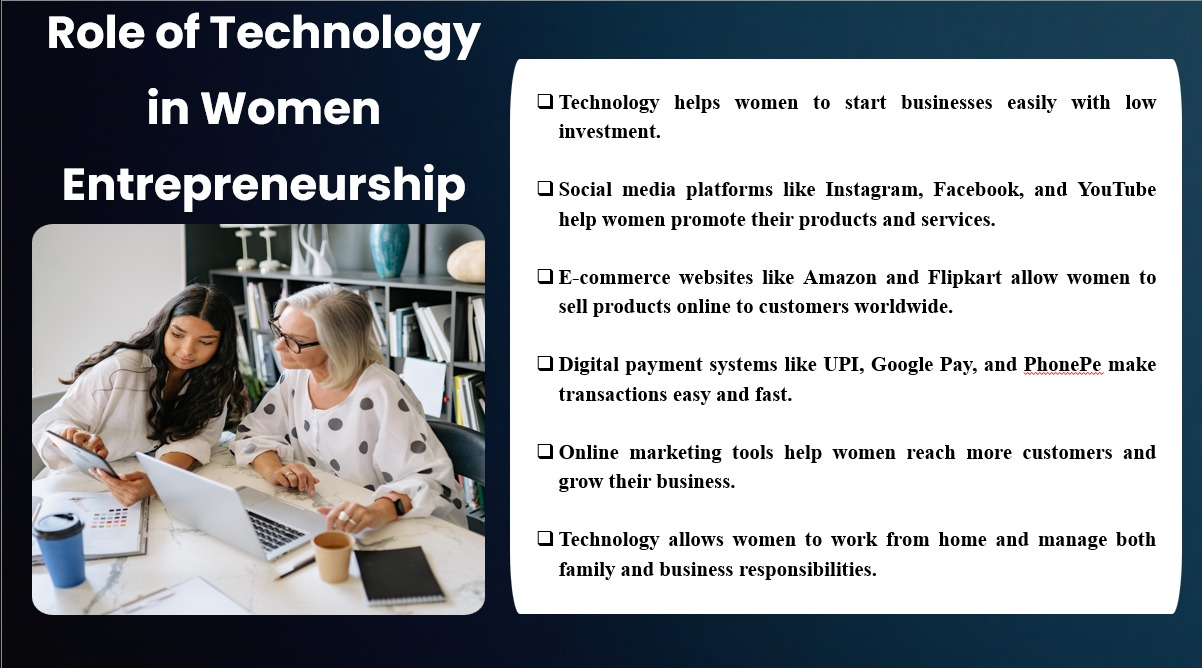 Role of Technology
in Women
Entrepreneurship
❑ Technology helps women to start businesses easily with low
investment.
❑ Social media platforms like Instagram, Facebook, and YouTube
help women promote their products and services.
❑ E-commerce websites like Amazon and Flipkart allow women to
sell products online to customers worldwide.
❑ Digital payment systems like UPI, Google Pay, and PhonePe make
transactions easy and fast.
❑ Online marketing tools help women reach more customers and
grow their business.
❑ Technology allows women to work from home and manage both
family and business responsibilities.